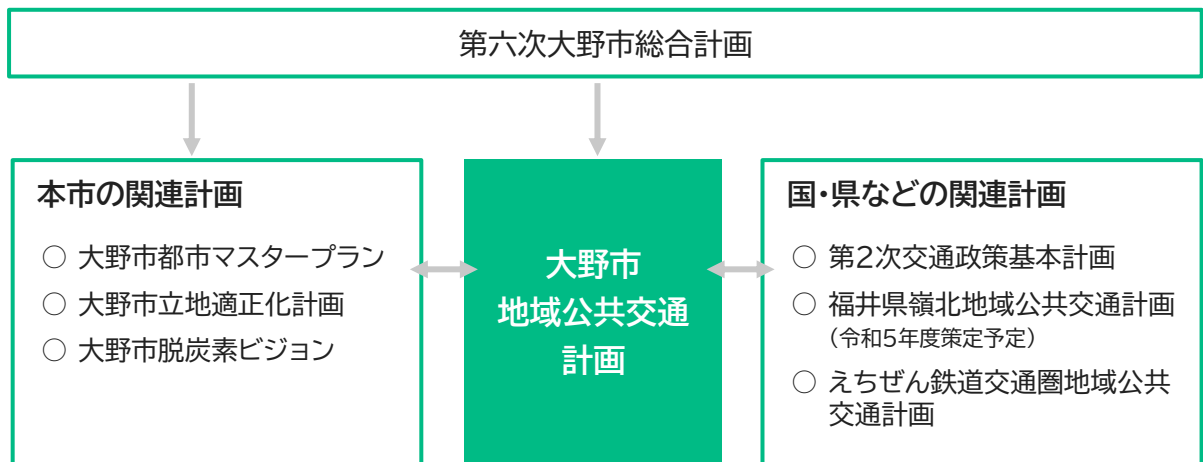 第六次大野市総合計画
本市の関連計画
○ 大野市都市マスタープラン
○ 大野市立地適正化計画
○ 大野市脱炭素ビジョン
大野市
地域公共交通
計画
国・県などの関連計画
○ 第2次交通政策基本計画
○ 福井県嶺北地域公共交通計画
（令和5年度策定予定）
○ えちぜん鉄道交通圏地域公共
交通計画